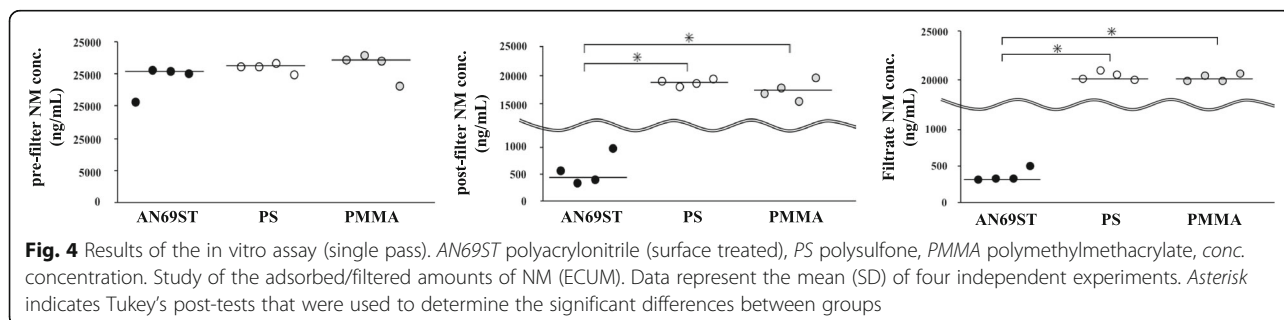 pre-filter NM conc.
(ng/mL)
25000
25000
25000
25000
5000
0
AN69ST PS PMMA
post-filter NM conc.
(ng/mL)
25000
20000
15000
1000
500
0
*
*
AN69ST PS PMMA
Filtrate NM conc.
(ng/mL)
25000
20000
1000
500
0
*
*
AN69ST PS PMMA
Fig. 4 Results of the in vitro assay (single pass). AN69ST polyacrylonitrile (surface treated), PS polysulfone, PMMA polymethylmethacrylate, conc.
concentration. Study of the adsorbed/filtered amounts of NM (ECUM). Data represent the mean (SD) of four independent experiments. Asterisk
indicates Tukey's post-tests that were used to determine the significant differences between groups